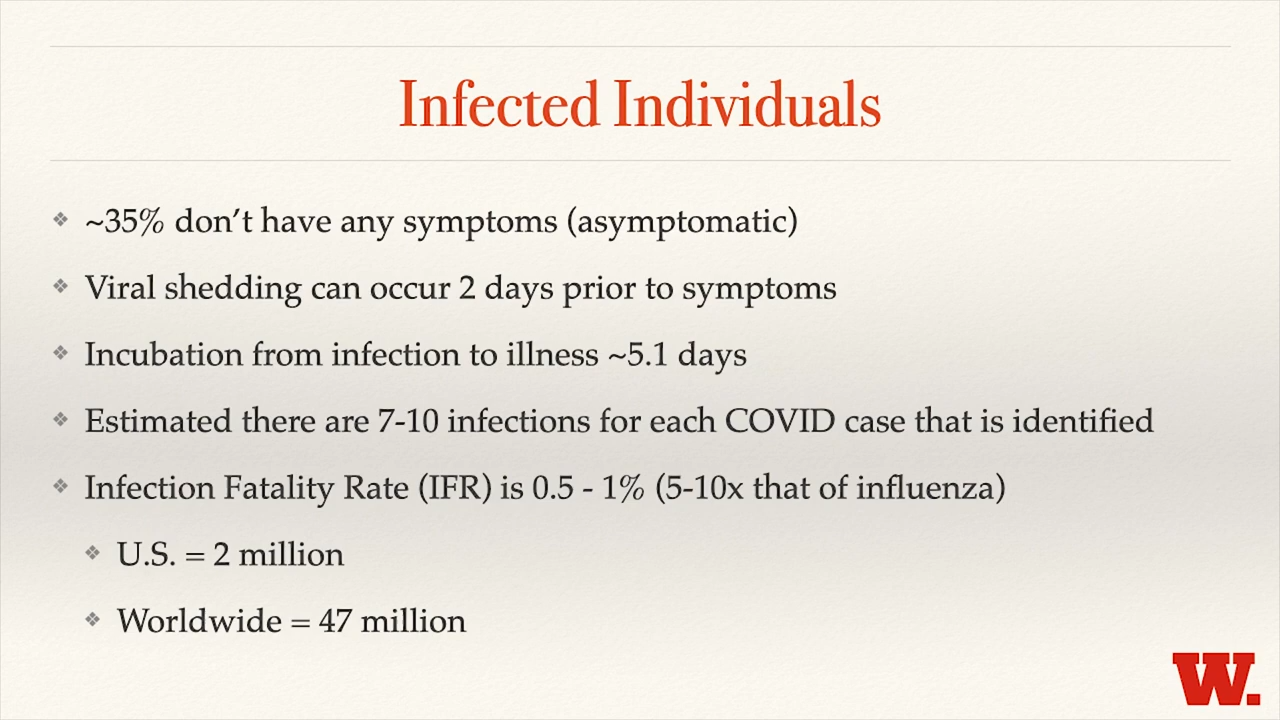 Infected Individuals
❖ ~35% don’t have any symptoms (asymptomatic)
❖ Viral shedding can occur 2 days prior to symptoms
❖ Incubation from infection to illness ~5.1 days
❖ Estimated there are 7-10 infections for each COVID case that is identified
❖ Infection Fatality Rate (IFR) is 0.5 - 1% (5-10x that of influenza)
❖ U.S. = 2 million
❖ Worldwide = 47 million
W.